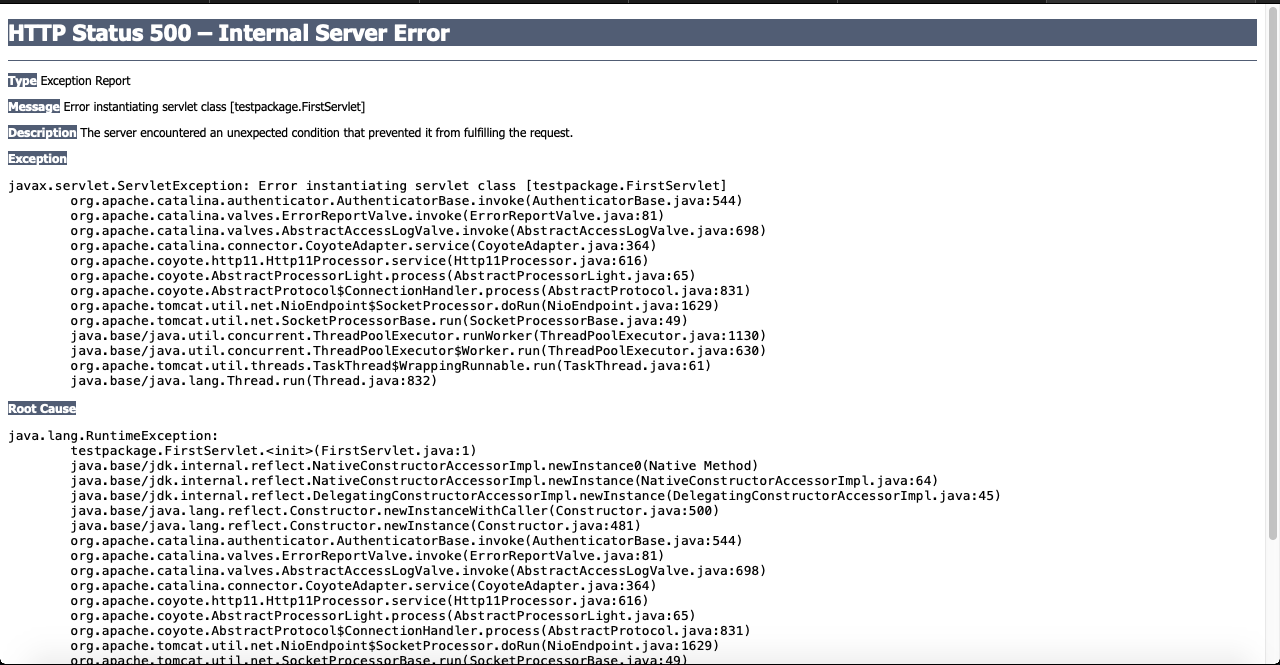 HTTP Status 500 – Internal Server Error
Type Exception Report
Message Error instantiating servlet class [testpackage.FirstServlet]
Description The server encountered an unexpected condition that prevented it from fulfilling the request.
Exception
javax.servlet.ServletException: Error instantiating servlet class [testpackage.FirstServlet]
org.apache.catalina.authenticator.AuthenticatorBase.invoke(AuthenticatorBase.java:544)
org.apache.catalina.valves.ErrorReportValve.invoke(ErrorReportValve.java:81)
org.apache.catalina.valves.AbstractAccessLogValve.invoke(AbstractAccessLogValve.java:698)
org.apache.catalina.connector.CoyoteAdapter.service(CoyoteAdapter.java:364)
org.apache.coyote.http11.Http11Processor.service(Http11Processor.java:616)
org.apache.coyote.AbstractProcessorLight.process(AbstractProcessorLight.java:65)
org.apache.coyote.AbstractProtocol$ConnectionHandler.process(AbstractProtocol.java:831)
org.apache.tomcat.util.net.NioEndpoint$SocketProcessor.doRun(NioEndpoint.java:1629)
org.apache.tomcat.util.net.SocketProcessorBase.run(SocketProcessorBase.java:49)
java.base/java.util.concurrent.ThreadPoolExecutor.runWorker(ThreadPoolExecutor.java:1130)
java.base/java.util.concurrent.ThreadPoolExecutor$Worker.run(ThreadPoolExecutor.java:630)
org.apache.tomcat.util.threads.TaskThread$WrappingRunnable.run(TaskThread.java:61)
java.base/java.lang.Thread.run(Thread.java:832)
Root Cause
java.lang.RuntimeException:
testpackage.FirstServlet.<init>(FirstServlet.java:1)
java.base/jdk.internal.reflect.NativeConstructorAccessorImpl.newInstance0(Native Method)
java.base/jdk.internal.reflect.NativeConstructorAccessorImpl.newInstance(NativeConstructorAccessorImpl.java:64)
java.base/jdk.internal.reflect.DelegatingConstructorAccessorImpl.newInstance(DelegatingConstructorAccessorImpl.java:45)
java.base/java.lang.reflect.Constructor.newInstanceWithCaller(Constructor.java:500)
java.base/java.lang.reflect.Constructor.newInstance(Constructor.java:481)
org.apache.catalina.authenticator.AuthenticatorBase.invoke(AuthenticatorBase.java:544)
org.apache.catalina.valves.ErrorReportValve.invoke(ErrorReportValve.java:81)
org.apache.catalina.valves.AbstractAccessLogValve.invoke(AbstractAccessLogValve.java:698)
org.apache.catalina.connector.CoyoteAdapter.service(CoyoteAdapter.java:364)
org.apache.coyote.http11.Http11Processor.service(Http11Processor.java:616)
org.apache.coyote.AbstractProcessorLight.process(AbstractProcessorLight.java:65)
org.apache.coyote.AbstractProtocol$ConnectionHandler.process(AbstractProtocol.java:831)
org.apache.tomcat.util.net.NioEndpoint$SocketProcessor.doRun(NioEndpoint.java:1629)
org.apache.tomcat.util.net.SocketProcessorBase.run(SocketProcessorBase.java:49)